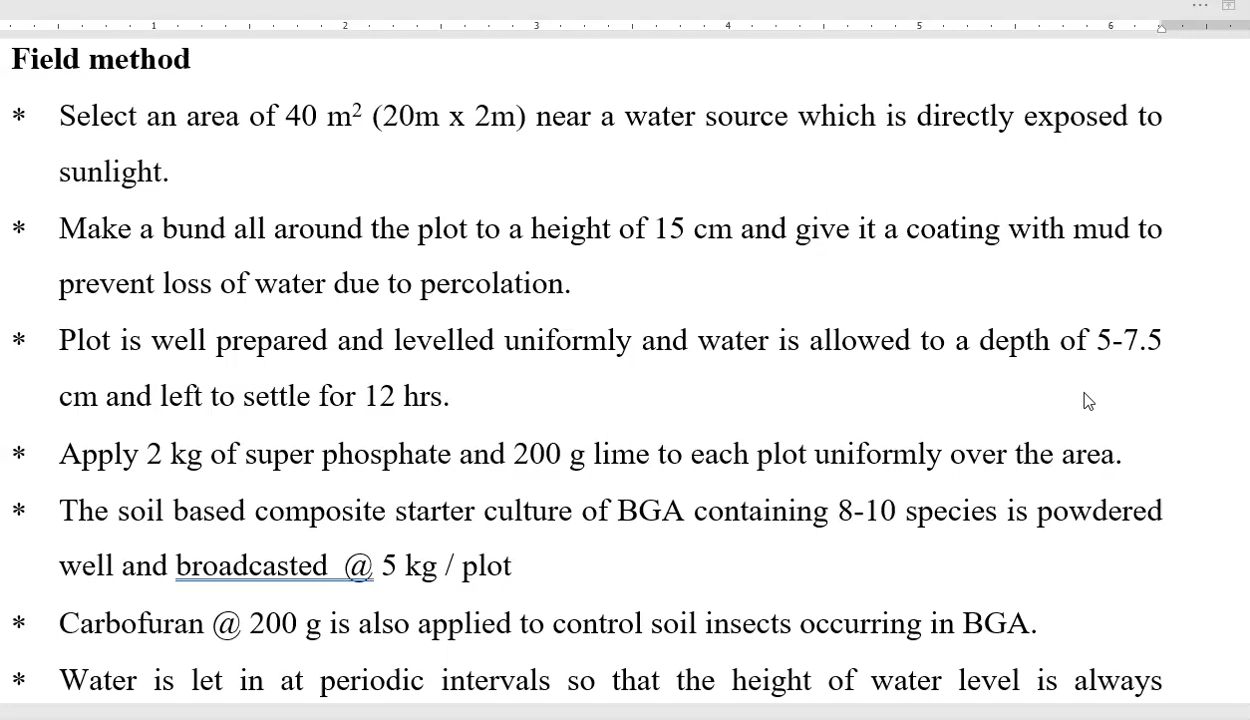 1 2 3 4 5 6
Field method
* Select an area of 40 m² (20m x 2m) near a water source which is directly exposed to
sunlight.
* Make a bund all around the plot to a height of 15 cm and give it a coating with mud to
prevent loss of water due to percolation.
* Plot is well prepared and levelled uniformly and water is allowed to a depth of 5-7.5
cm and left to settle for 12 hrs.
* Apply 2 kg of super phosphate and 200 g lime to each plot uniformly over the area.
* The soil based composite starter culture of BGA containing 8-10 species is powdered
well and broadcasted @ 5 kg / plot
* Carbofuran @ 200 g is also applied to control soil insects occurring in BGA.
* Water is let in at periodic intervals so that the height of water level is always